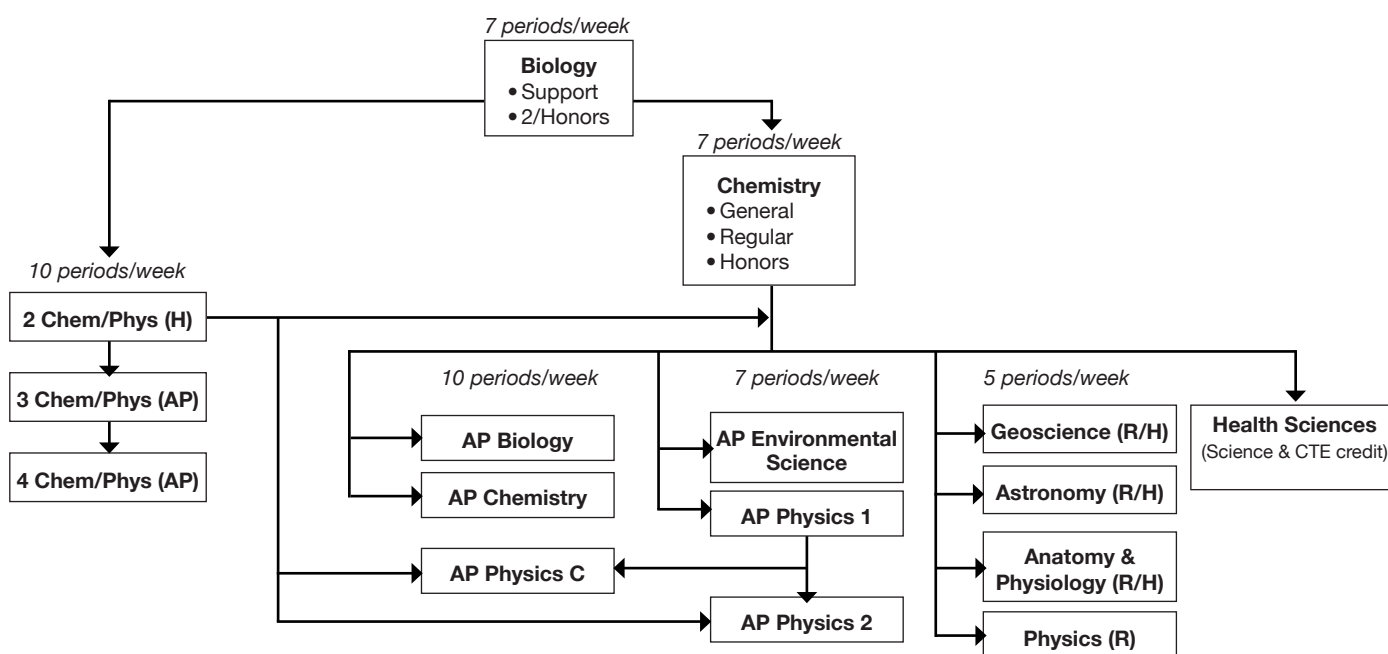 7 periods/week
Biology
• Support
• 2/Honors
7 periods/week
Chemistry
• General
• Regular
• Honors
10 periods/week
2 Chem/Phys (H)
3 Chem/Phys (AP)
4 Chem/Phys (AP)
10 periods/week
AP Biology
AP Chemistry
AP Physics C
7 periods/week
AP Environmental
Science
AP Physics 1
AP Physics 2
5 periods/week
Geoscience (R/H)
Astronomy (R/H)
Anatomy &
Physiology (R/H)
Physics (R)
Health Sciences
(Science & CTE credit)